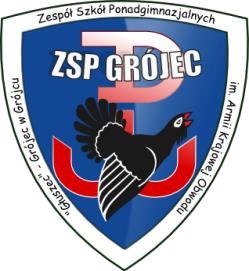 Zespół Szkół Ponadgimnazjalnych
im. Armii Krajowej Obwodu
"Głuszec" - Grójec w Grójcu
ZSP GRÓJEC